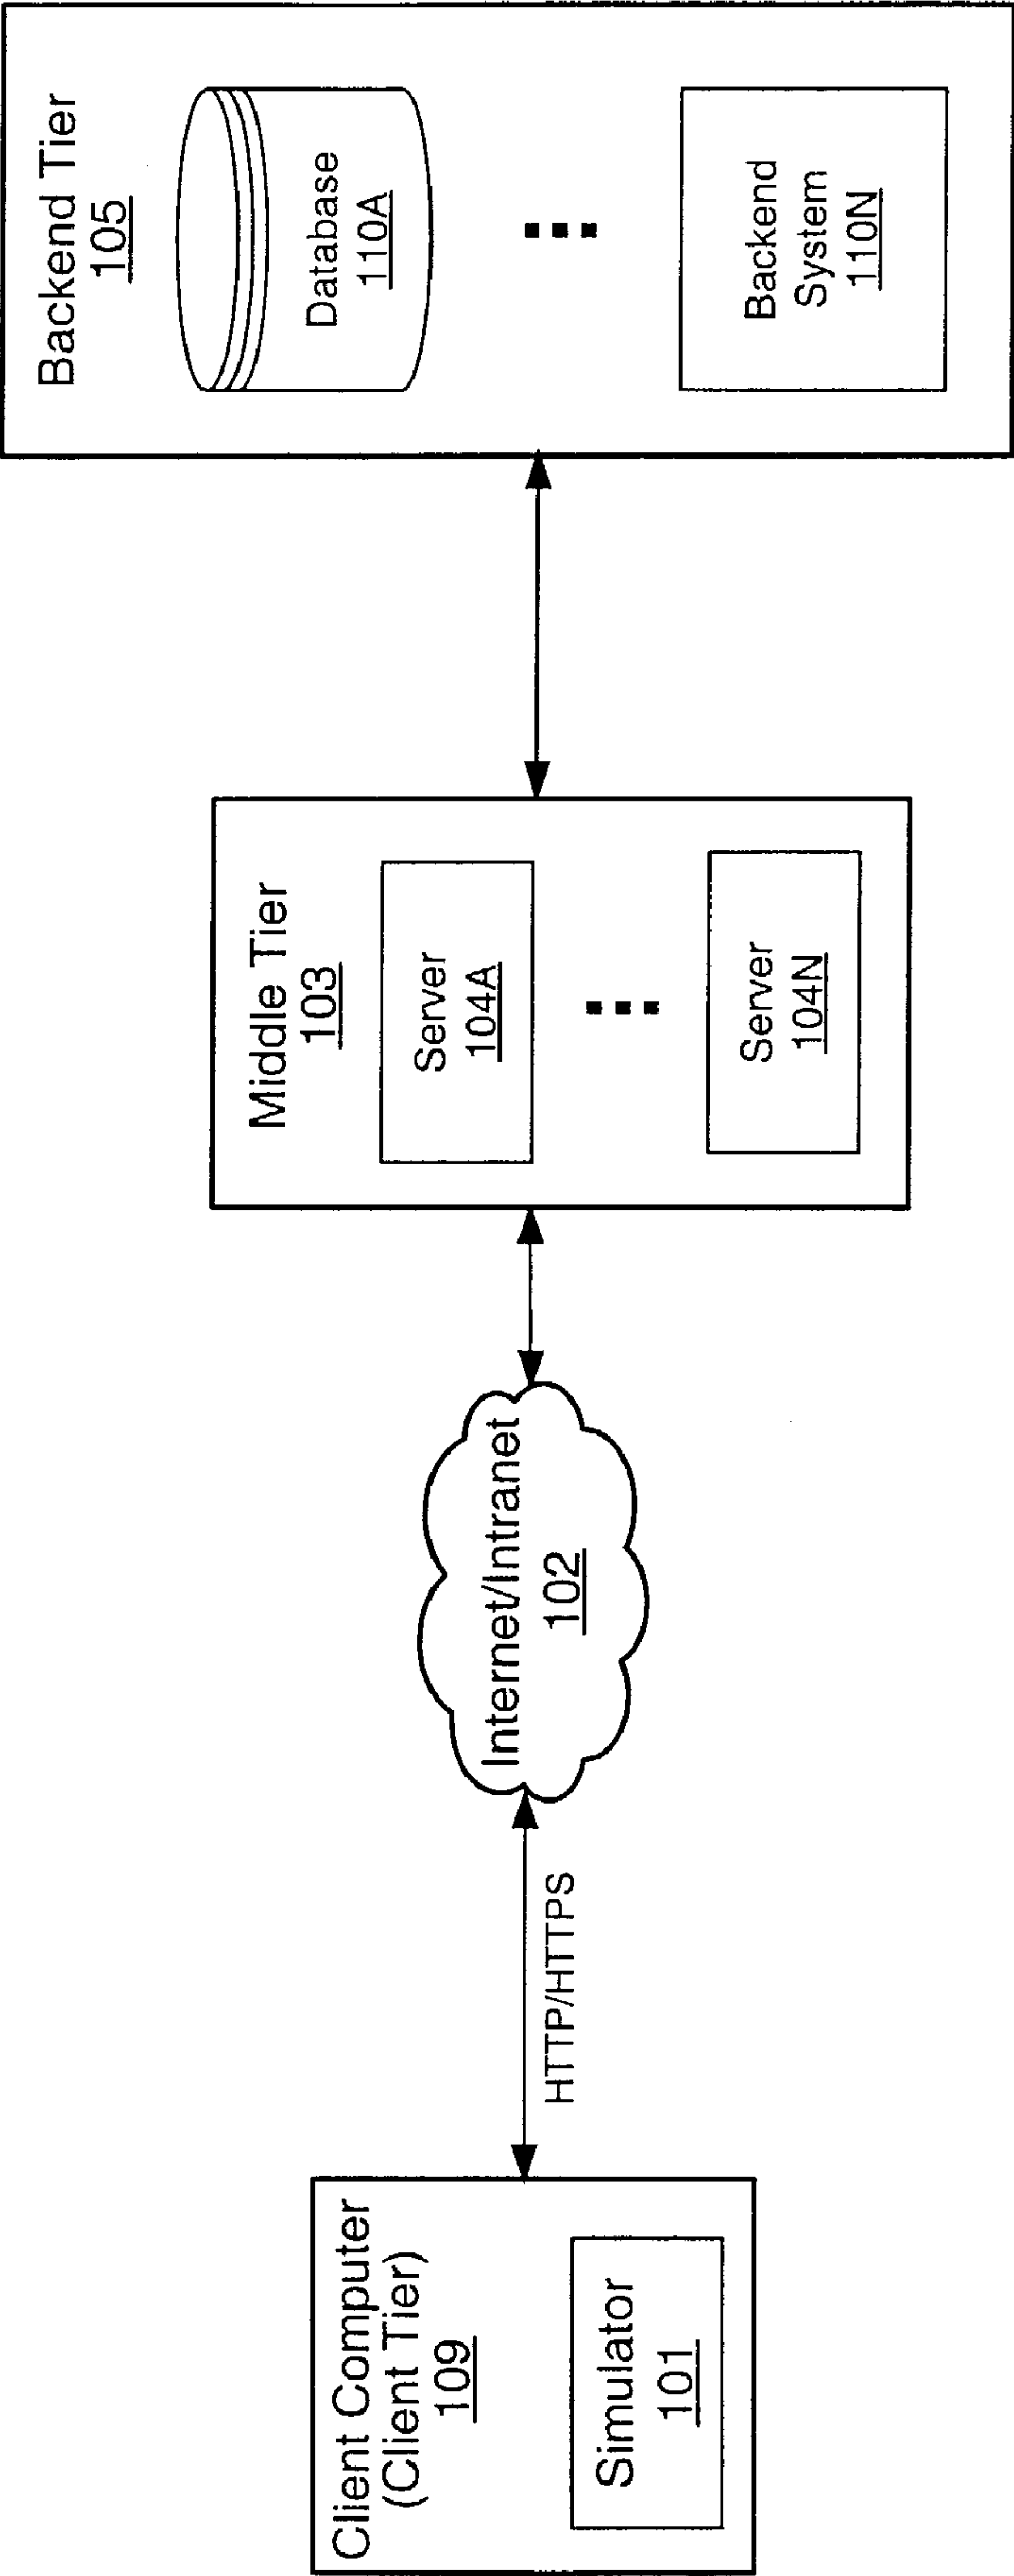 Client Computer
(Client Tier)
109
Simulator
101
HTTP/HTTPS
Internet/Intranet
102
Middle Tier
103
Server
104A
Server
104N
Backend Tier
105
Database
110A
Backend
System
110N